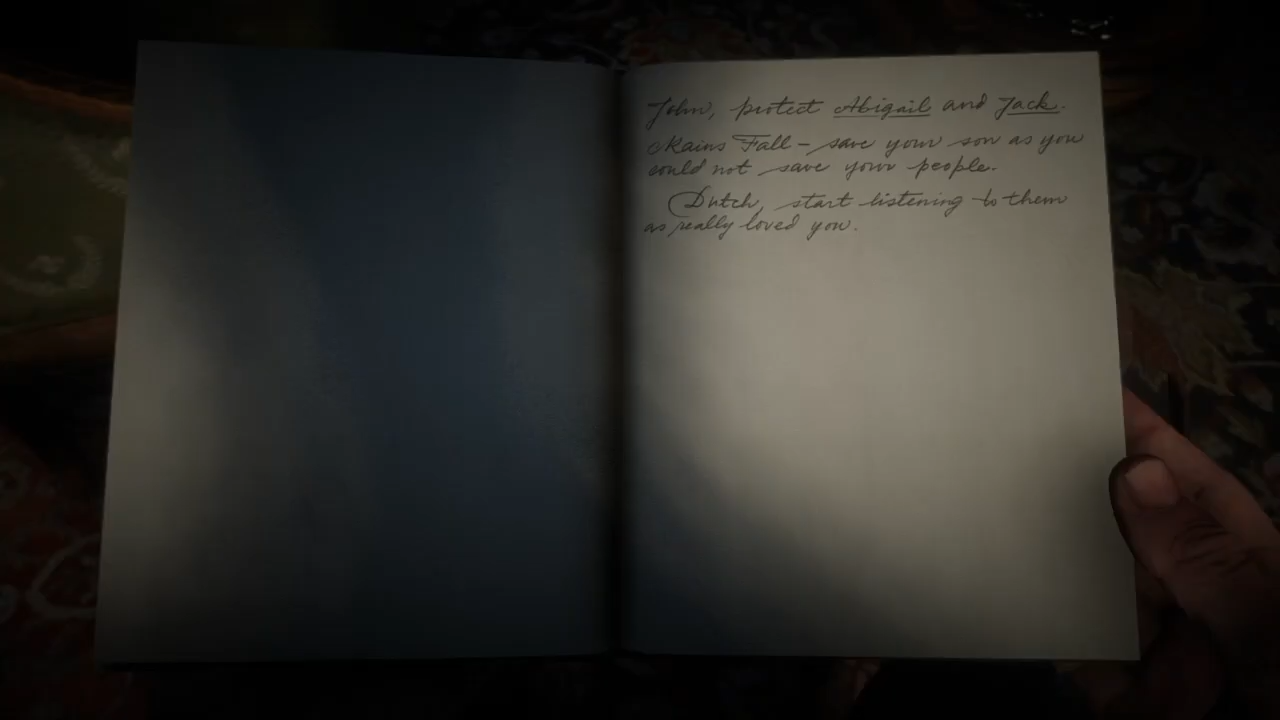 John, protect Abigail and Jack.
Rains Fall - save your son as you
could not save your people.
Dutch, start listening to them
as really loved you.